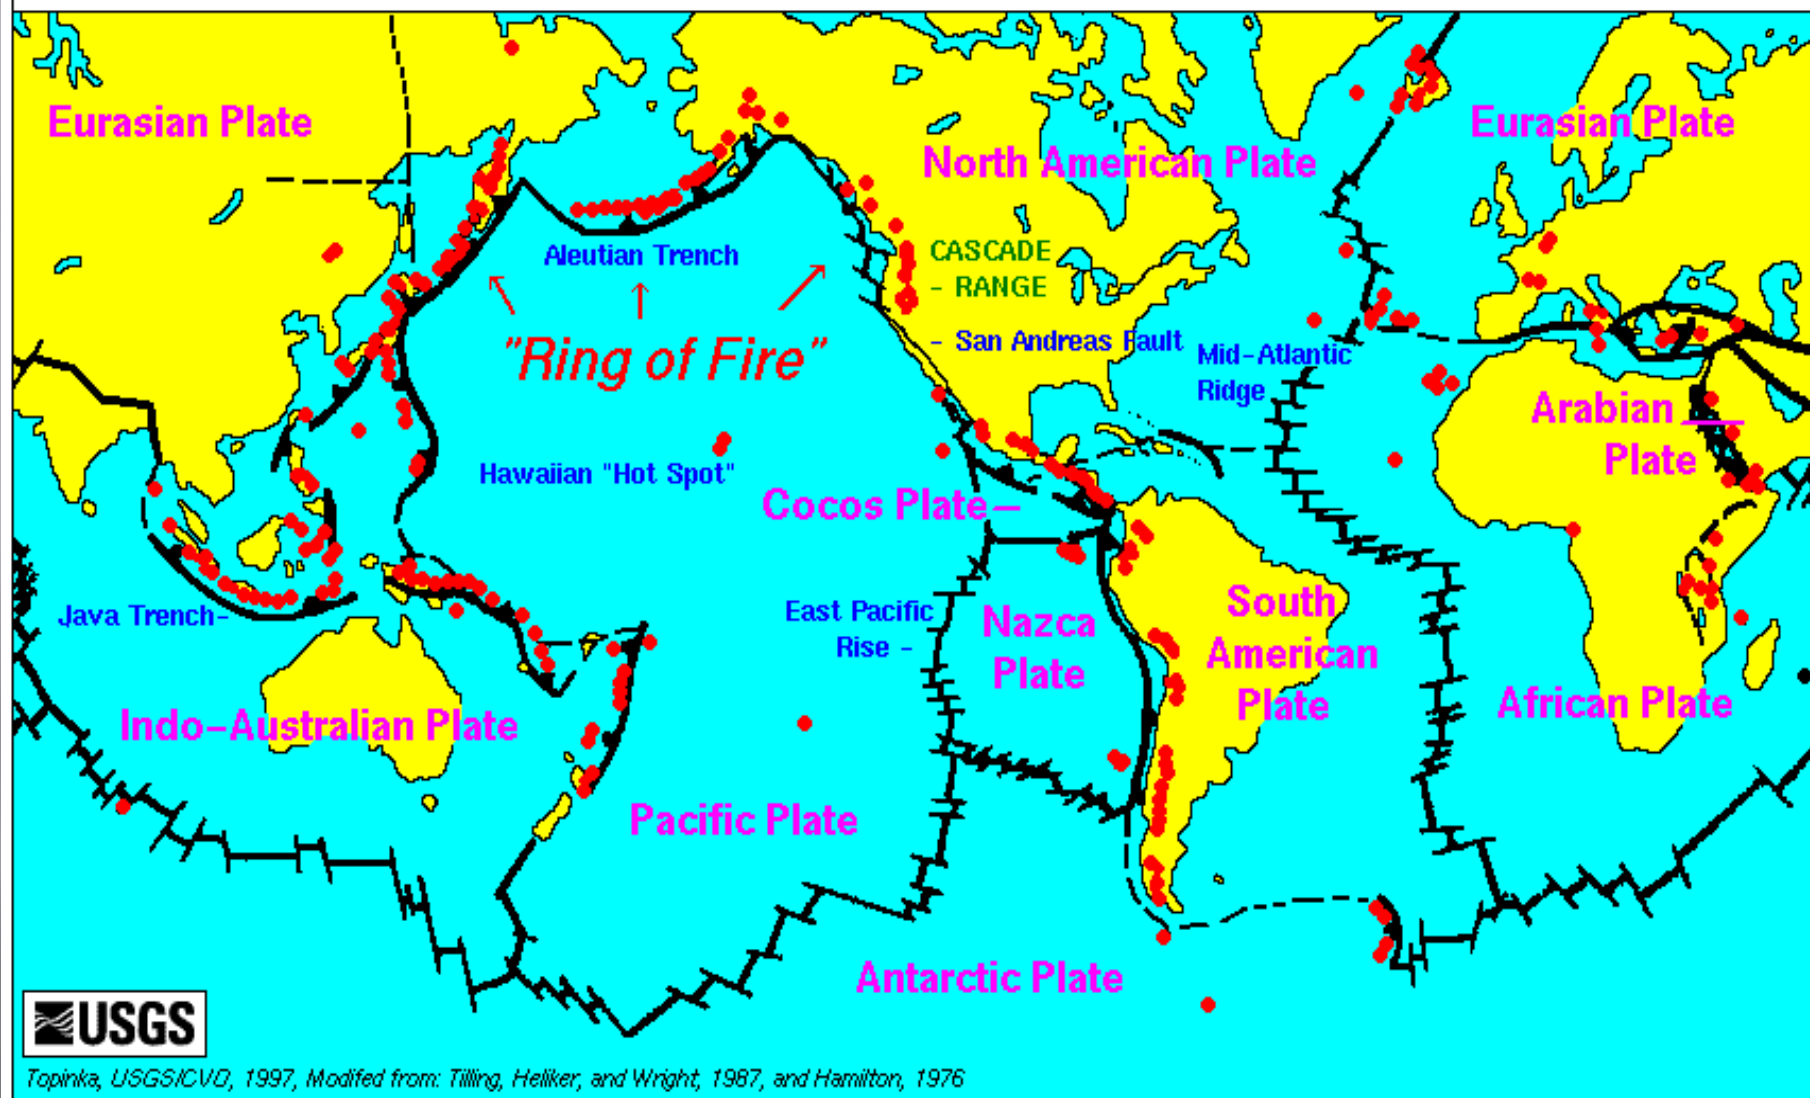 Eurasian Plate
Eurasian Plate
North American Plate
Aleutian Trench
CASCADE
- RANGE
"Ring of Fire"
- San Andreas Fault
Mid-Atlantic
Ridge
Arabian
Plate
Hawaiian "Hot Spot"
Cocos Plate
Java Trench-
East Pacific
Rise -
Nazca
Plate
South
American
Plate
African Plate
Indo-Australian Plate
Pacific Plate
Antarctic Plate
USGS
Topinka, USGS/CVO, 1997, Modifed from: Tilling, Heliker, and Wright, 1987, and Hamilton, 1976